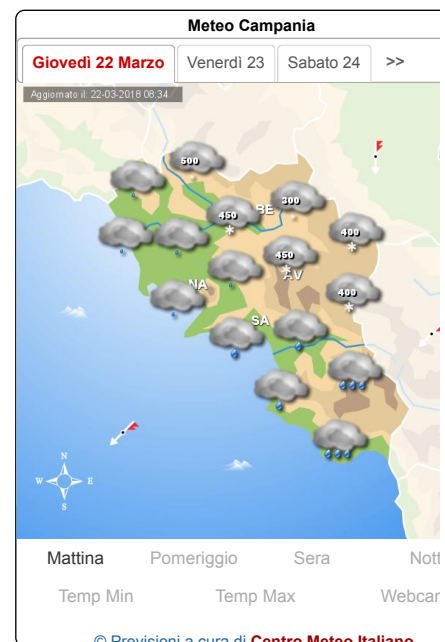 Meteo Campania
Giovedì 22 Marzo Venerdì 23 Sabato 24 >>
Aggiornato il: 22-03-2018 08:34
500
BE
300
450
400
450
AV
NA
400
SA
N
W E
S
Mattina Pomeriggio Sera Nott
Temp Min Temp Max Webcar
© Previsioni a cura di Centro Meteo Italiano